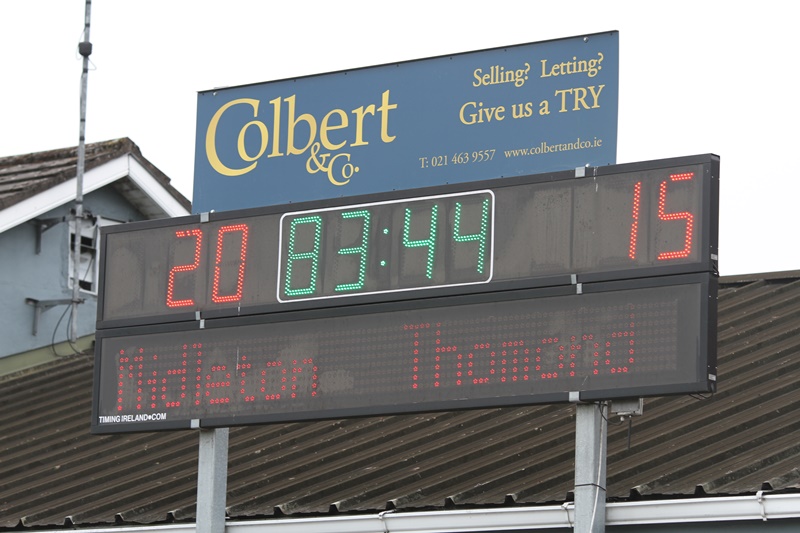 Colbert
& Co.
Selling? Letting?
Give us a TRY
T: 021 463 9557 www.colbertandco.ie
20 83:44 15
Midleton Thomond
TIMINGIRELAND•COM